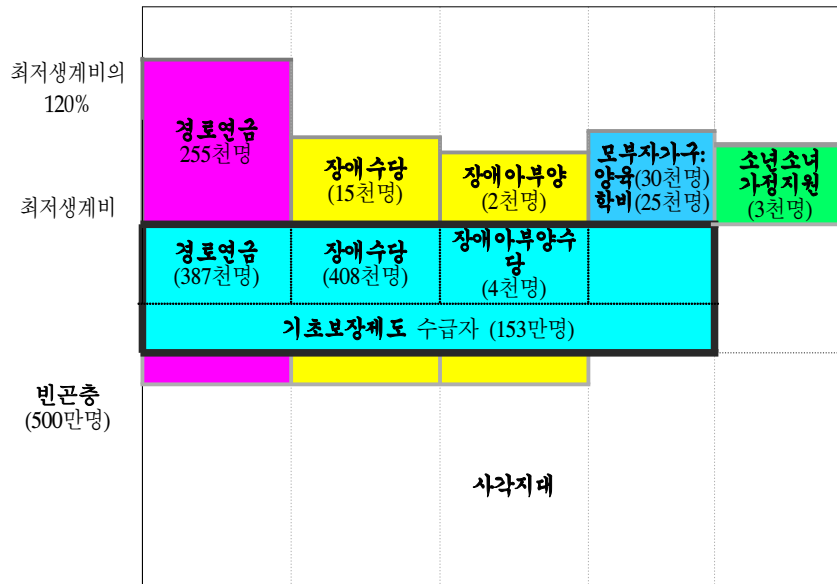 최저생계비의
120%
경로연금
255천명
장애수당
(15천명)
장애아부양
(2천명)
모부자가구:
양육(30천명)
학비(25천명)
소년소녀
가정지원
(3천명)
최저생계비
경로연금
(387천명)
장애수당
(408천명)
장애아부양수
당
(4천명)
기초보장제도 수급자 (153만명)
빈곤층
(500만명)
사각지대